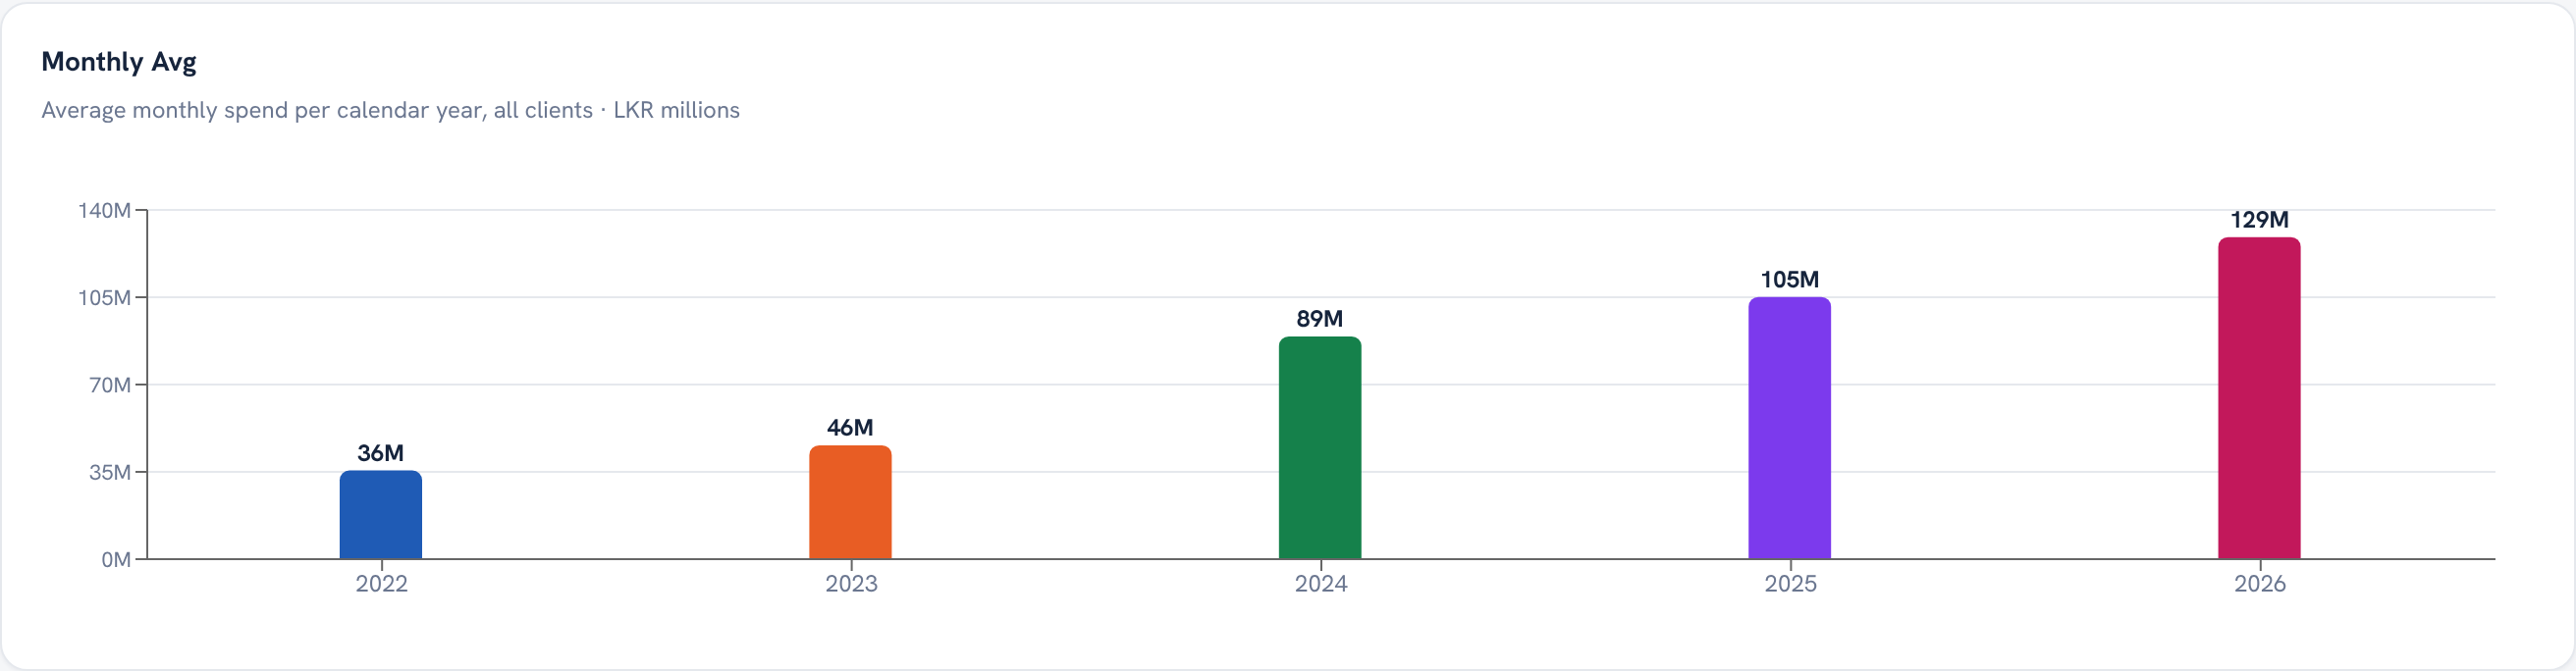 Monthly Avg
Average monthly spend per calendar year, all clients · LKR millions
140M
129M
105M
105M
89M
70M
46M
36M
35M
0M
2022 2023 2024 2025 2026